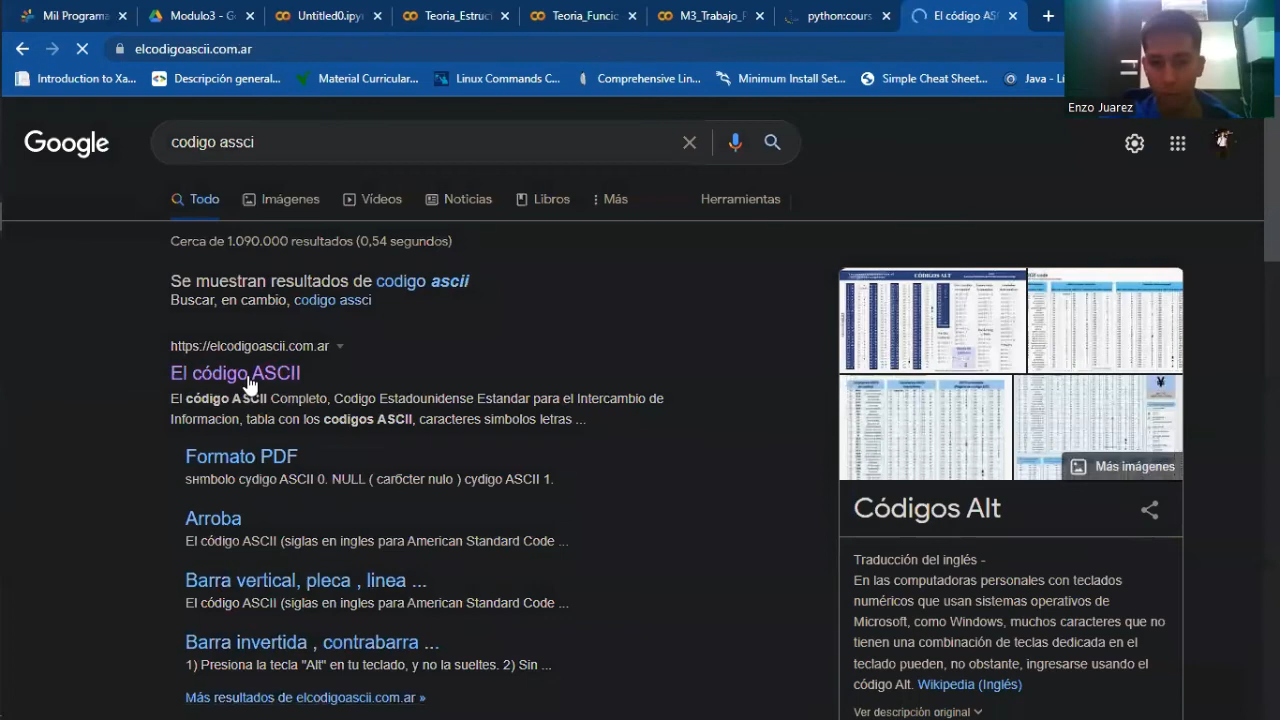 Mil Programa
Modulo3 - G
Untitled0.ipy
Teoria_Estruc
Teoria_Funcio
M3_Trabajo_F
python:cours
El código AS
elcodigoascii.com.ar
Introduction to Xa...
Descripción general...
Material Curricular...
Linux Commands C...
Comprehensive Lin...
Minimum Install Set...
Simple Cheat Sheet...
Java - Li
Enzo Juarez
Google
codigo assci
Todo
Imágenes
Vídeos
Noticias
Libros
Más
Herramientas
Cerca de 1.090.000 resultados (0,54 segundos)
Se muestran resultados de codigo ascii
Buscar, en cambio, codigo assci
https://elcodigoascii.com.ar
El código ASCII
El código ASCII Completo, Codigo Estadounidense Estandar para el Intercambio de
Informacion, tabla con los codigos ASCII, caracteres simbolos letras ...
Formato PDF
sнmbolo cуdigo ASCII 0. NULL ( carбcter nulo ) cуdigo ASCII 1.
Arroba
El código ASCII (siglas en ingles para American Standard Code ...
Barra vertical, pleca , linea ...
El código ASCII (siglas en ingles para American Standard Code ...
Barra invertida , contrabarra ...
1) Presiona la tecla "Alt" en tu teclado, y no la sueltes. 2) Sin ...
Más resultados de elcodigoascii.com.ar »
CÓDIGOS ALT
Más imágenes
Códigos Alt
Traducción del inglés -
En las computadoras personales con teclados
numéricos que usan sistemas operativos de
Microsoft, como Windows, muchos caracteres que no
tienen una combinación de teclas dedicada en el
teclado pueden, no obstante, ingresarse usando el
código Alt. Wikipedia (Inglés)
Ver descripción original